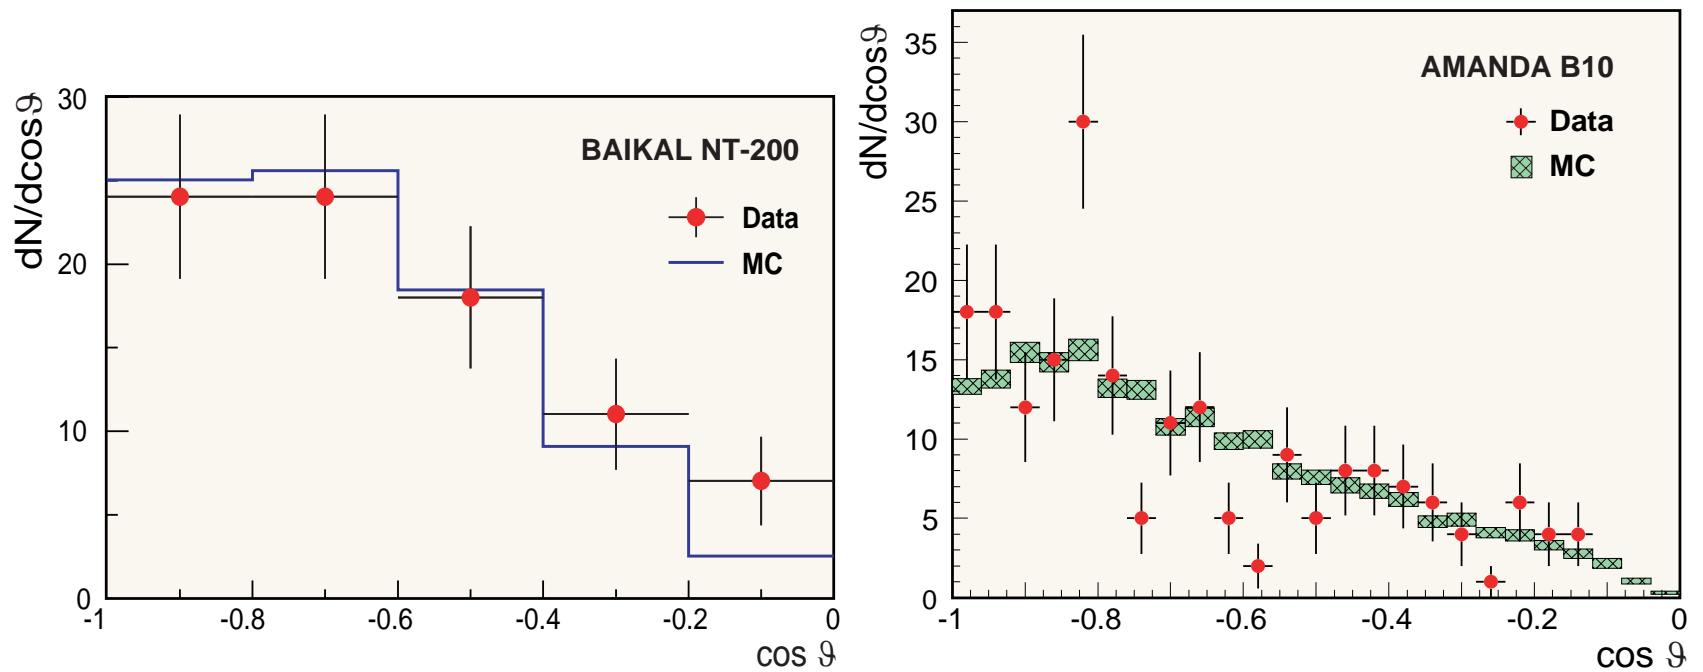 dN/dcosϑ
30
20
10
0
BAIKAL NT-200
Data
MC
-1 -0.8 -0.6 -0.4 -0.2 0
cos ϑ
dN/dcosϑ
35
30
25
20
15
10
5
0
AMANDA B10
Data
MC
-1 -0.8 -0.6 -0.4 -0.2 0
cos ϑ